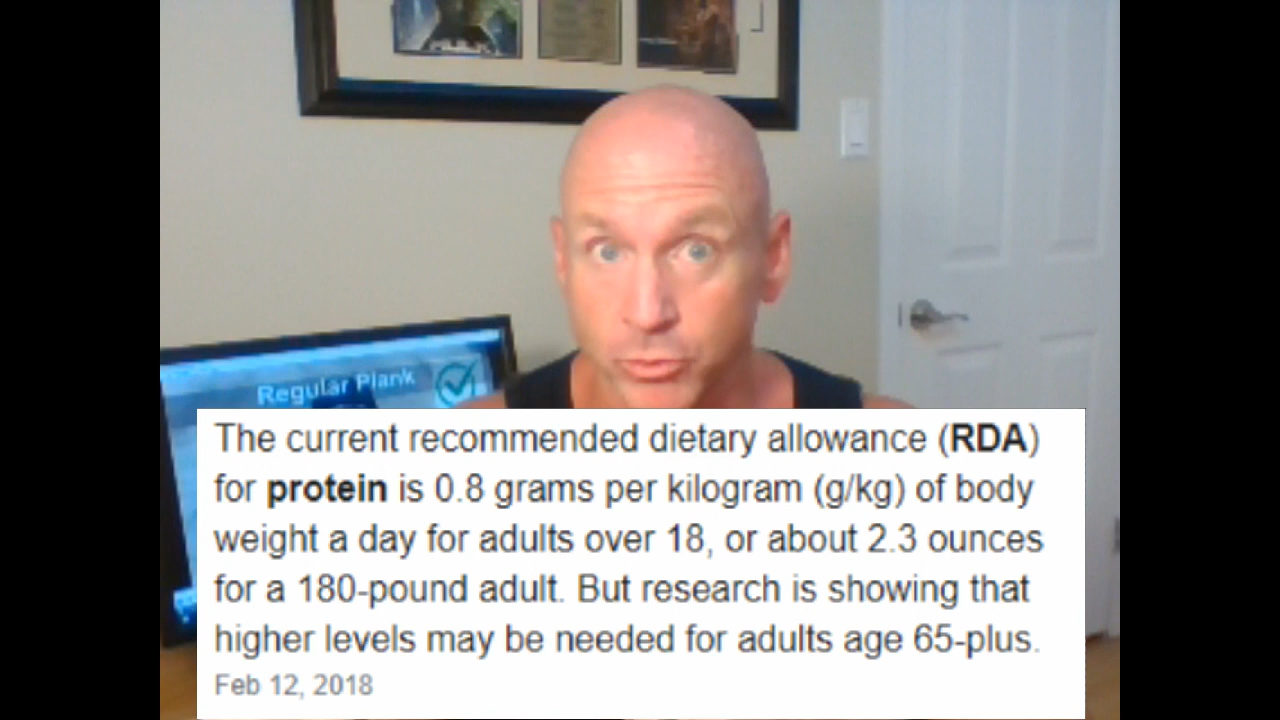 Regular Plank
The current recommended dietary allowance (RDA)
for protein is 0.8 grams per kilogram (g/kg) of body
weight a day for adults over 18, or about 2.3 ounces
for a 180-pound adult. But research is showing that
higher levels may be needed for adults age 65-plus.
Feb 12, 2018